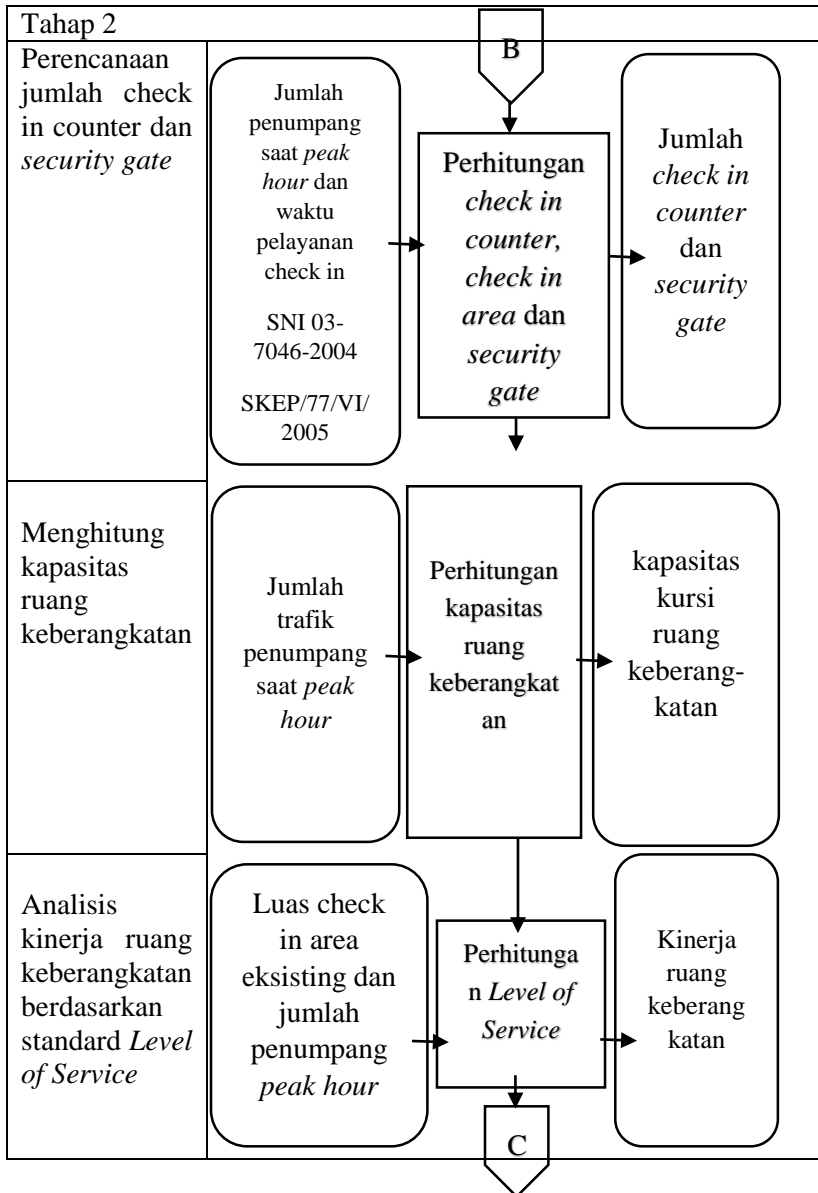 Tahap 2
Perencanaan
jumlah check
in counter dan
security gate
B
Jumlah
penumpang
saat peak
hour dan
waktu
pelayanan
check in
SNI 03-
7046-2004
SKEP/77/VI/
2005
Perhitungan
check in
counter,
check in
area dan
security
gate
Jumlah
check in
counter
dan
security
gate
Menghitung
kapasitas
ruang
keberangkatan
Jumlah
trafik
penumpang
saat peak
hour
Perhitungan
kapasitas
ruang
keberangkat
an
kapasitas
kursi
ruang
keberang-
katan
Analisis
kinerja ruang
keberangkatan
berdasarkan
standard Level
of Service
Luas check
in area
eksisting dan
jumlah
penumpang
peak hour
Perhitunga
n Level of
Service
Kinerja
ruang
keberang
katan
C